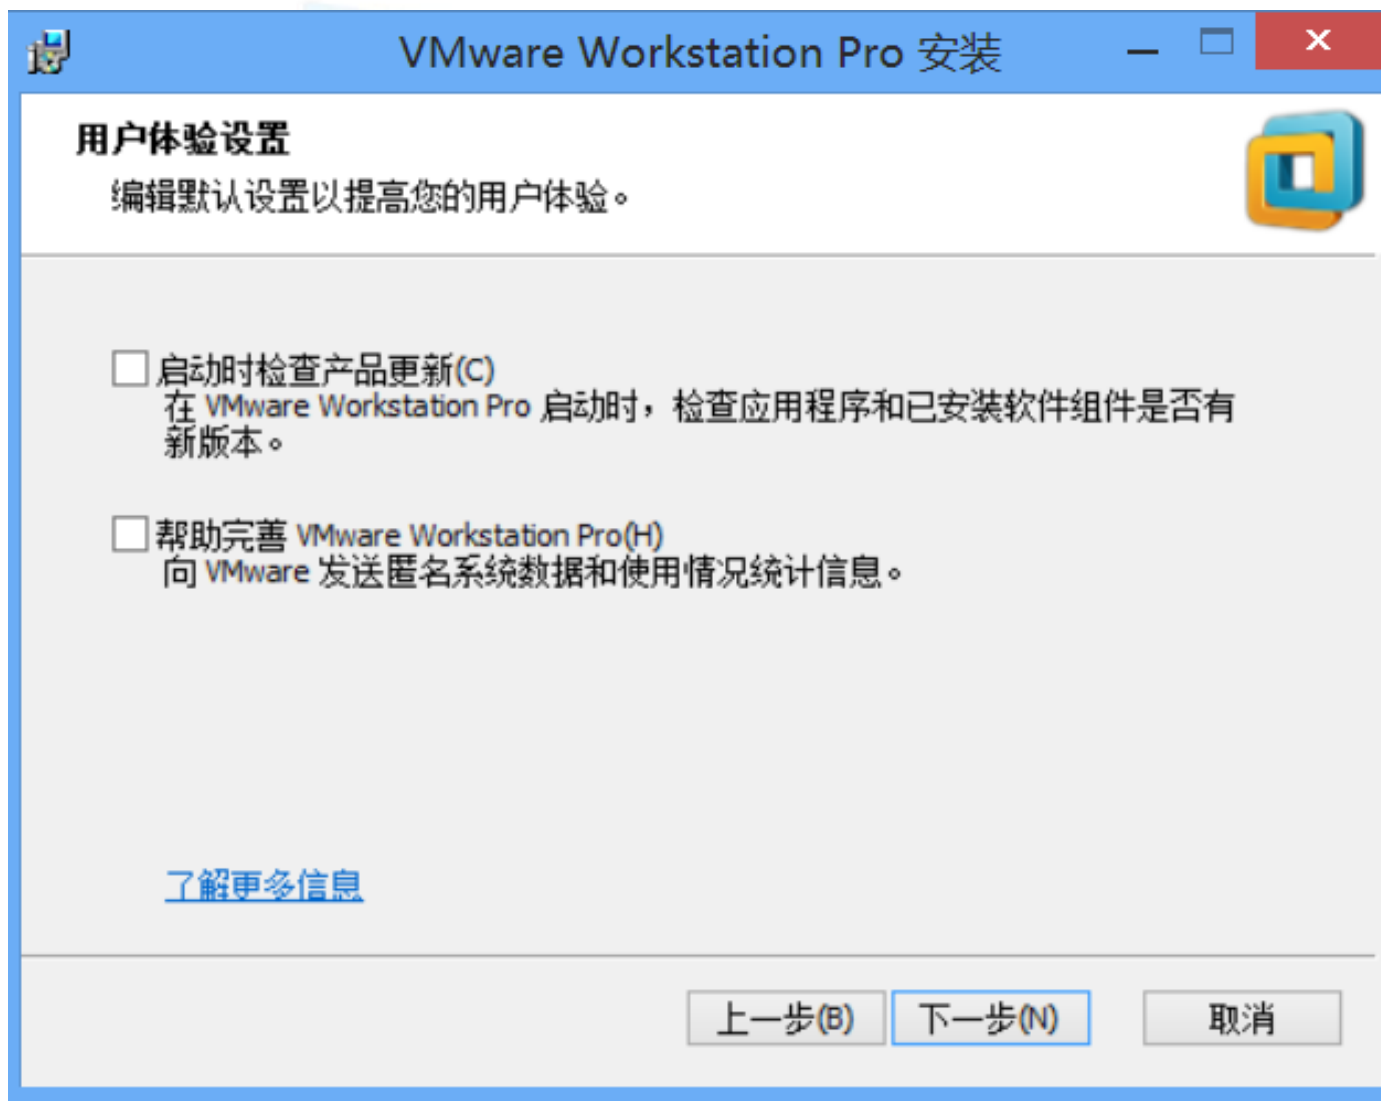 VMware Workstation Pro 安装
用户体验设置
编辑默认设置以提高您的用户体验。
启动时检查产品更新(C)
在 VMware Workstation Pro 启动时，检查应用程序和已安装软件组件是否有
新版本。
帮助完善 VMware Workstation Pro(H)
向 VMware 发送匿名系统数据和使用情况统计信息。
了解更多信息
上一步(B) 下一步(N) 取消